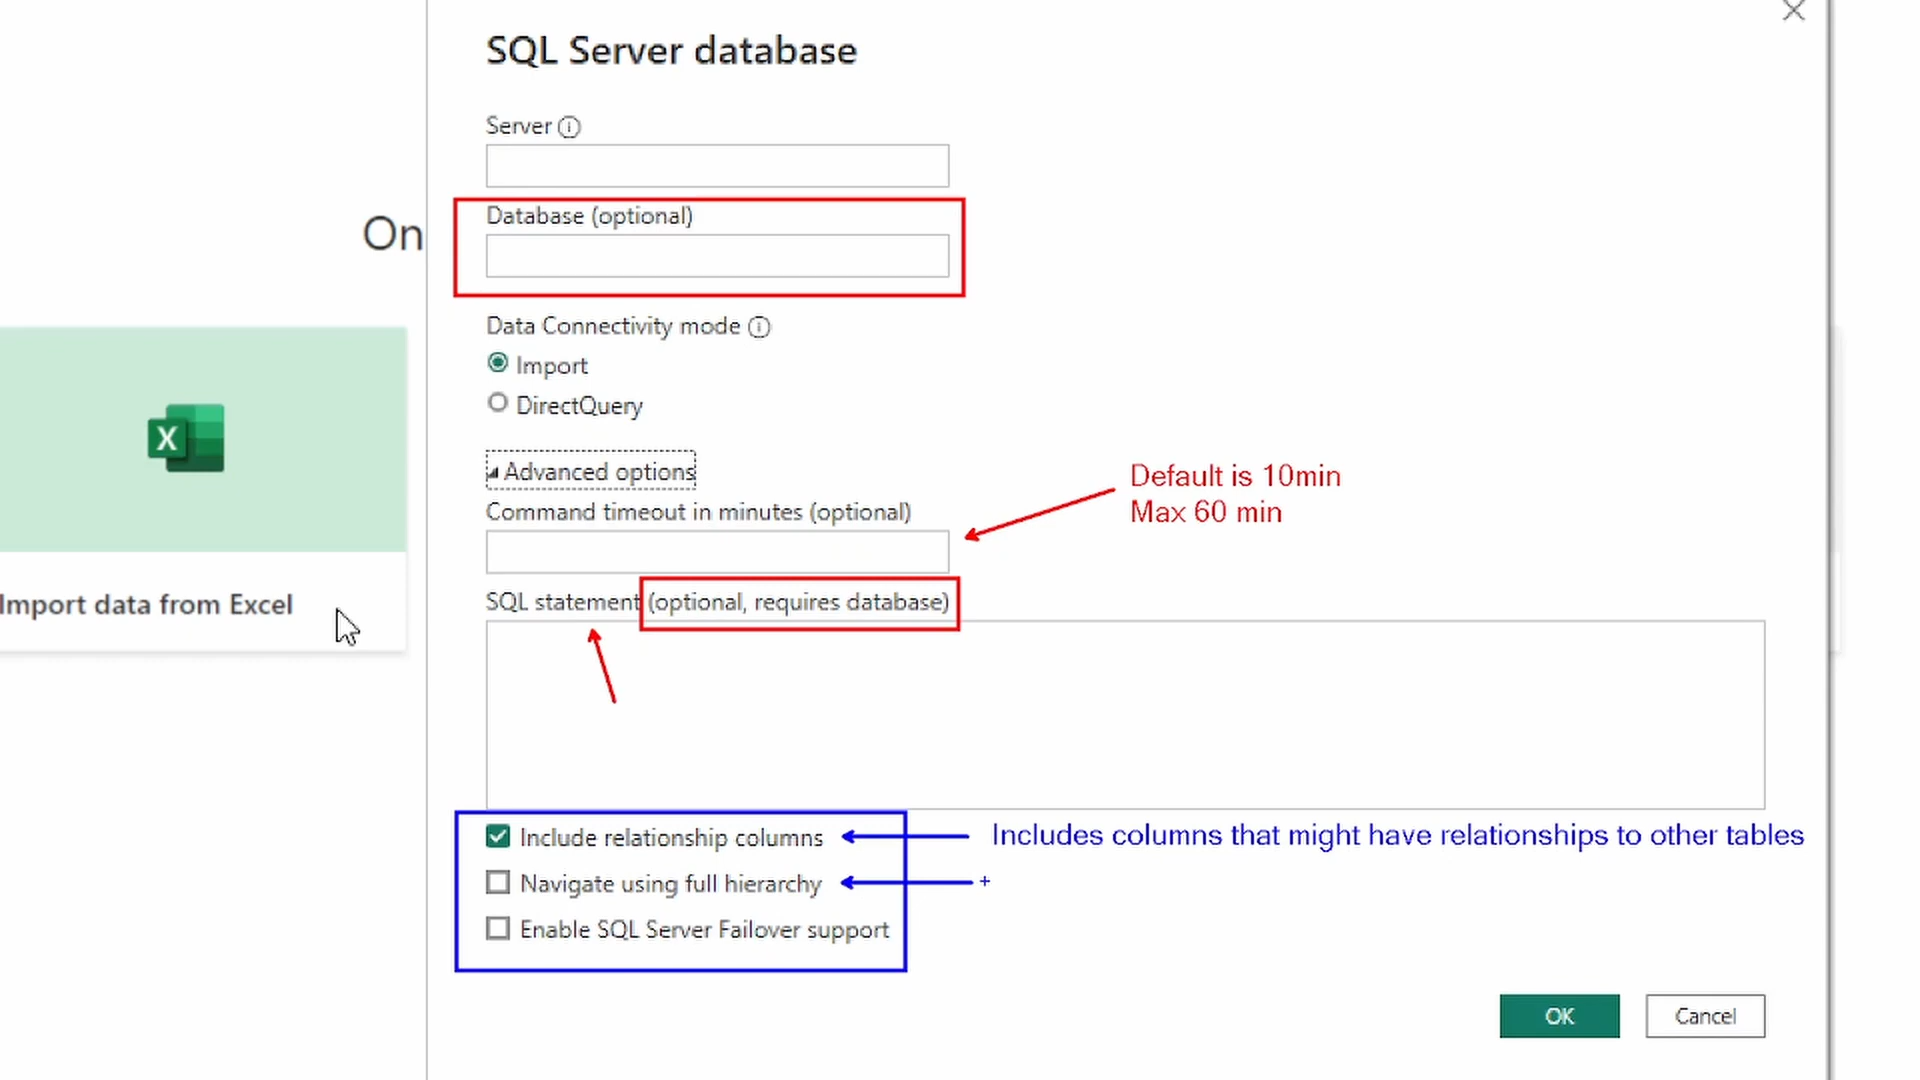 SQL Server database
Server
Database (optional)
On
Data Connectivity mode
Import
DirectQuery
Advanced options
Default is 10min
Max 60 min
Command timeout in minutes (optional)
SQL statement (optional, requires database)
Import data from Excel
Include relationship columns
Includes columns that might have relationships to other tables
Navigate using full hierarchy
+
Enable SQL Server Failover support
OK
Cancel